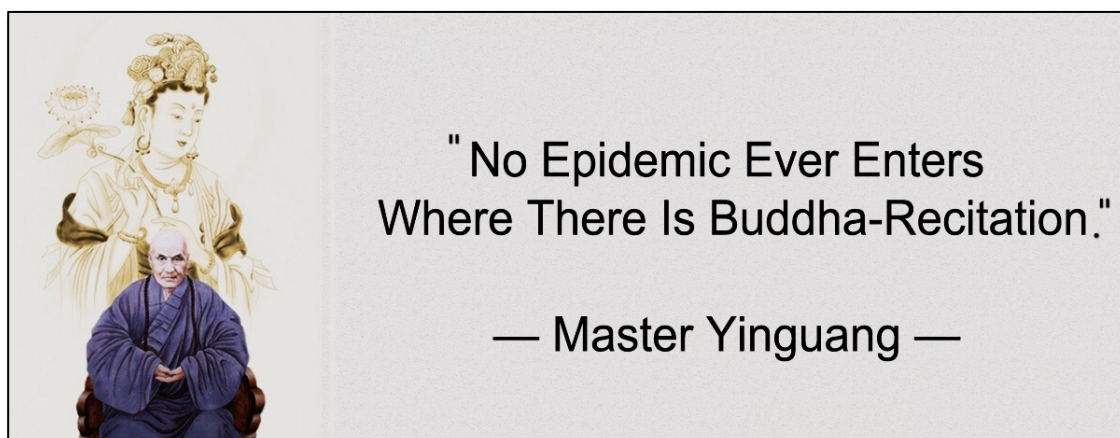 "No Epidemic Ever Enters
Where There Is Buddha-Recitation."
— Master Yinguang —